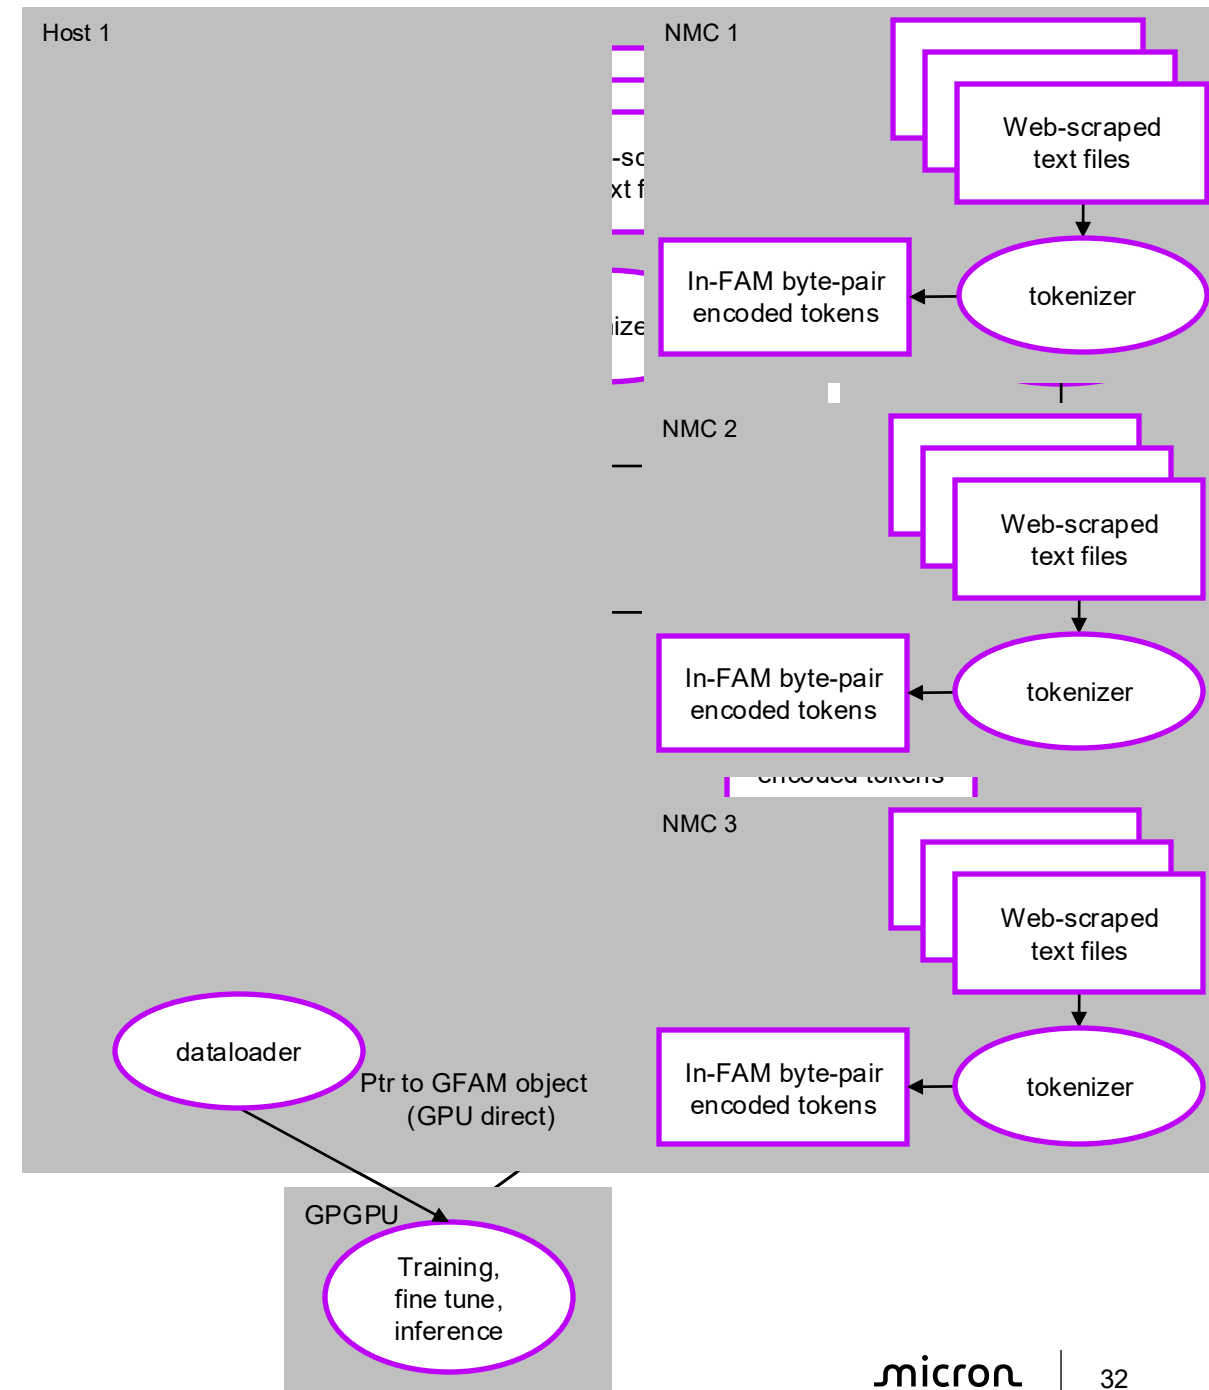 Host 1
NMC 1
Web-scraped
text files
tokenizer
In-FAM byte-pair
encoded tokens
NMC 2
Web-scraped
text files
tokenizer
In-FAM byte-pair
encoded tokens
encoded tokens
NMC 3
Web-scraped
text files
tokenizer
In-FAM byte-pair
encoded tokens
dataloader
Ptr to GFAM object
(GPU direct)
GPGPU
Training,
fine tune,
inference
micron
32